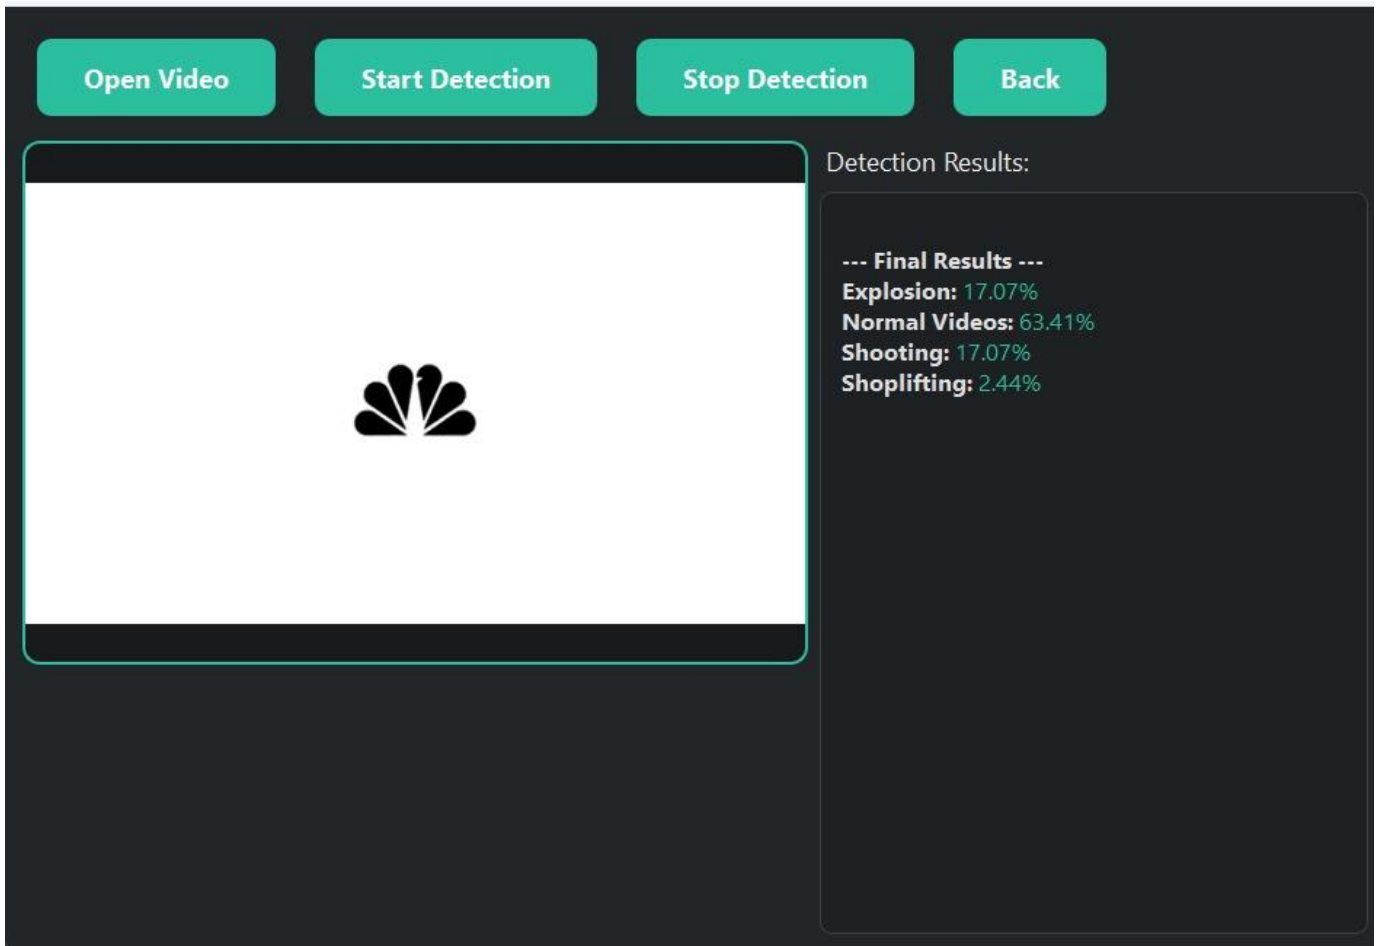 Open Video
Start Detection
Stop Detection
Back
Detection Results:
--- Final Results ---
Explosion: 17.07%
Normal Videos: 63.41%
Shooting: 17.07%
Shoplifting: 2.44%